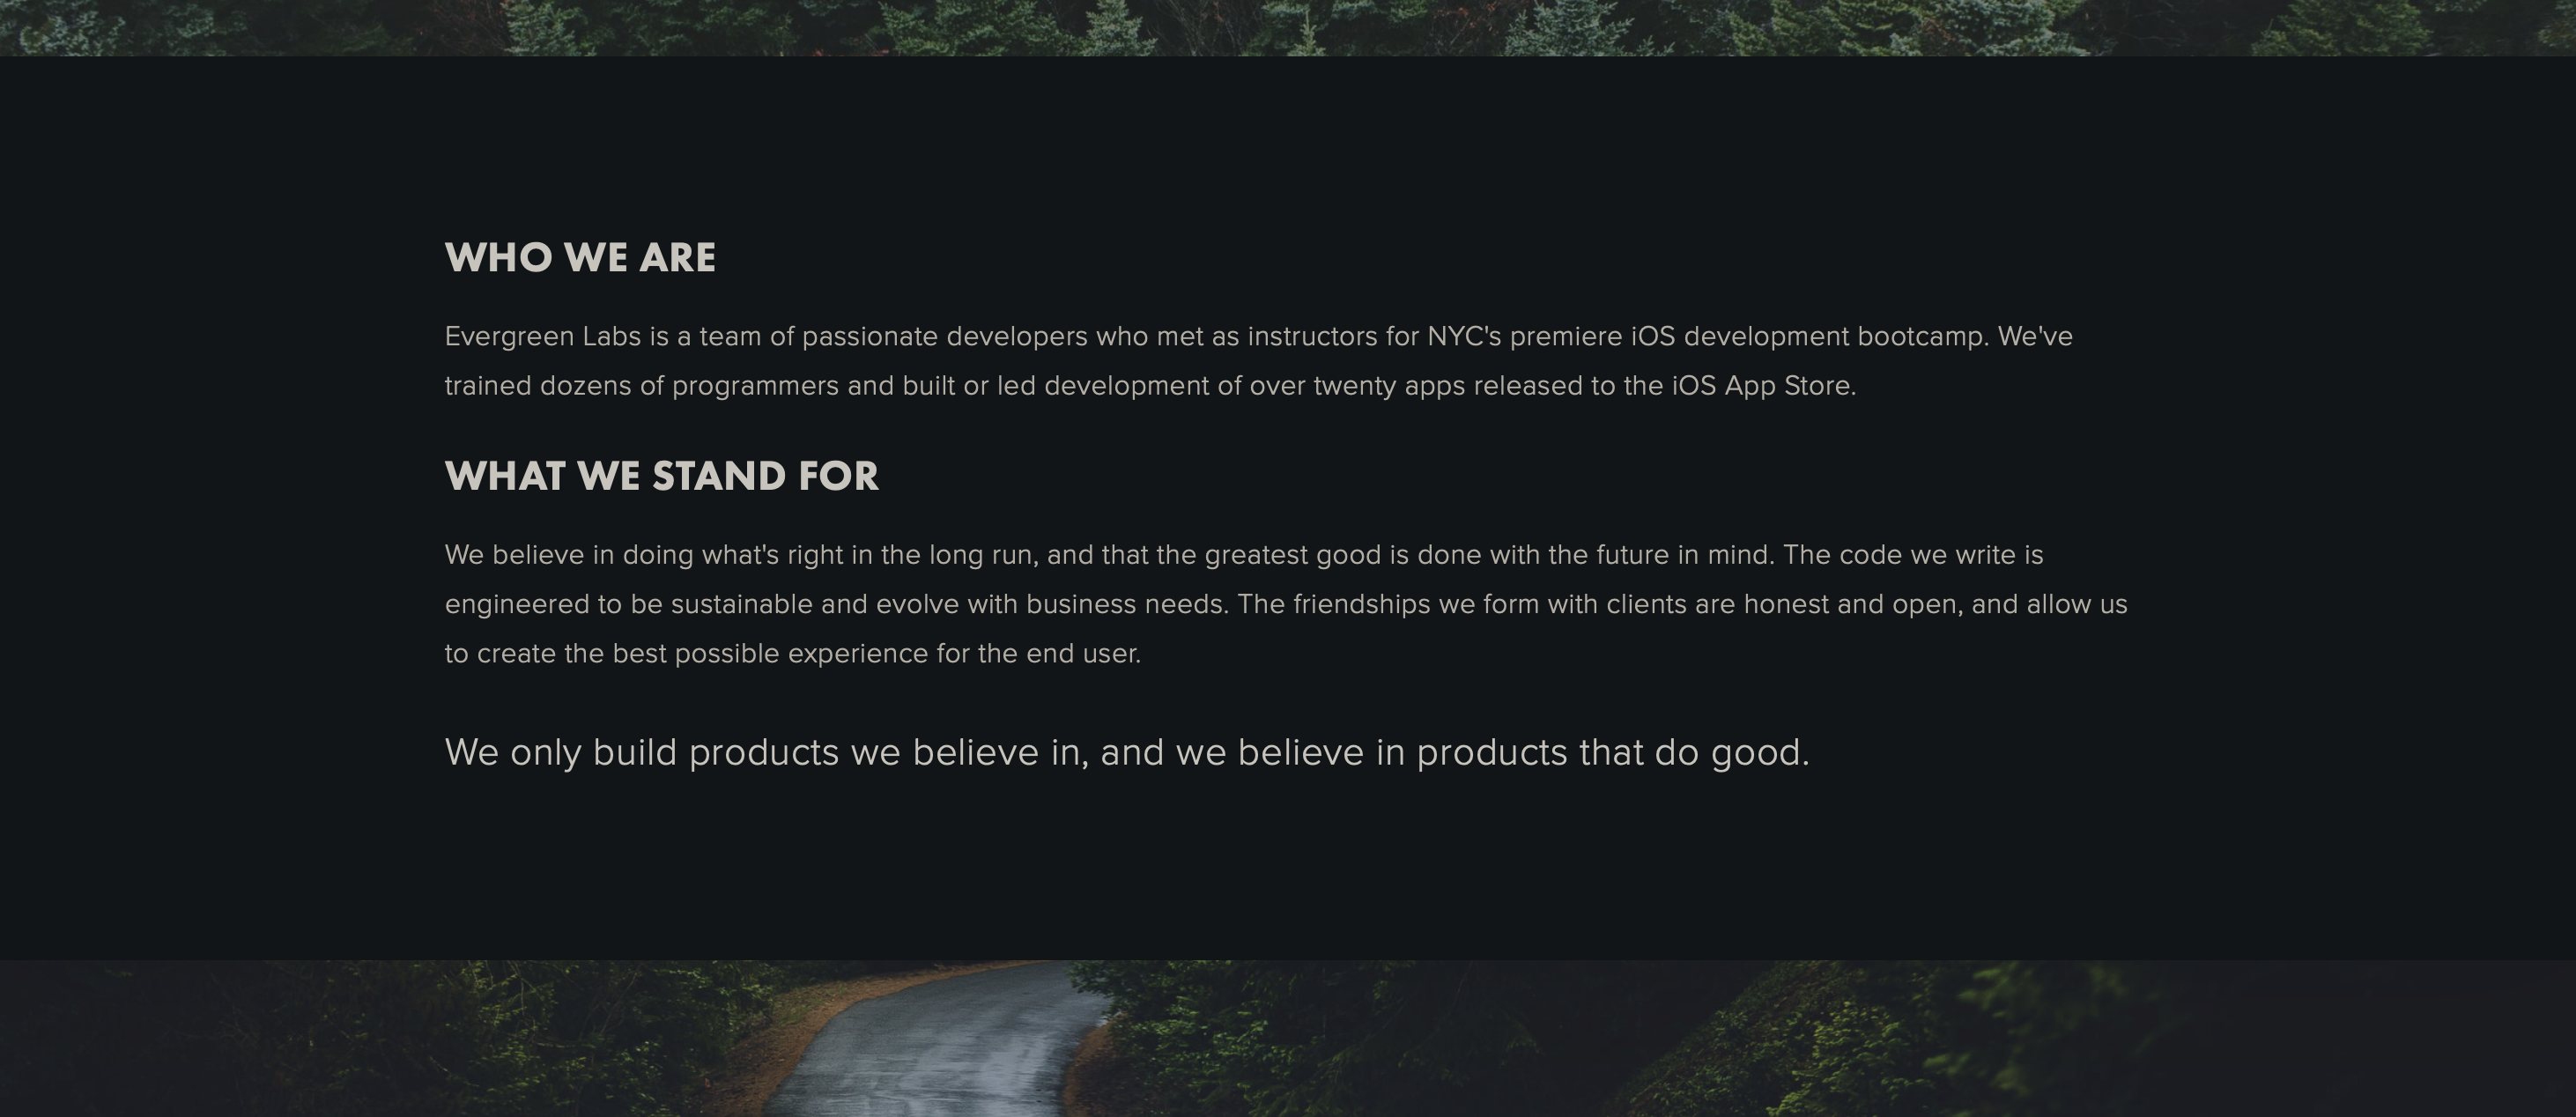 WHO WE ARE
Evergreen Labs is a team of passionate developers who met as instructors for NYC's premiere iOS development bootcamp. We've
trained dozens of programmers and built or led development of over twenty apps released to the iOS App Store.
WHAT WE STAND FOR
We believe in doing what's right in the long run, and that the greatest good is done with the future in mind. The code we write is
engineered to be sustainable and evolve with business needs. The friendships we form with clients are honest and open, and allow us
to create the best possible experience for the end user.
We only build products we believe in, and we believe in products that do good.